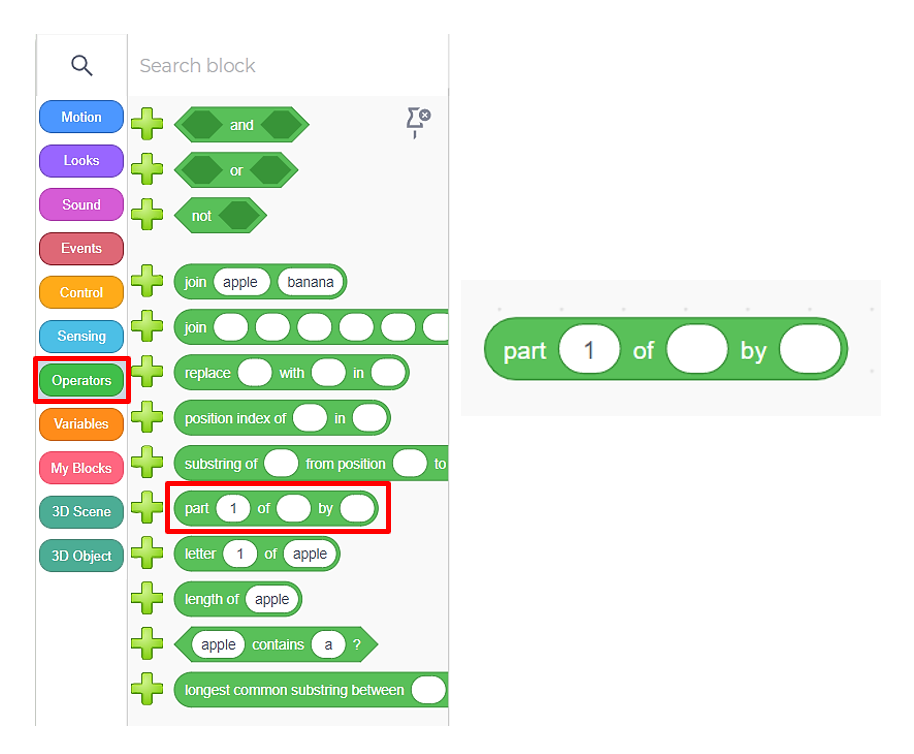 Search block
Motion
Looks
Sound
Events
Control
Sensing
Operators
Variables
My Blocks
3D Scene
3D Object
and
or
not
join apple banana
join
replace with in
position index of in
substring of from position to
part 1 of by
letter 1 of apple
length of apple
apple contains a ?
longest common substring between
part 1 of by